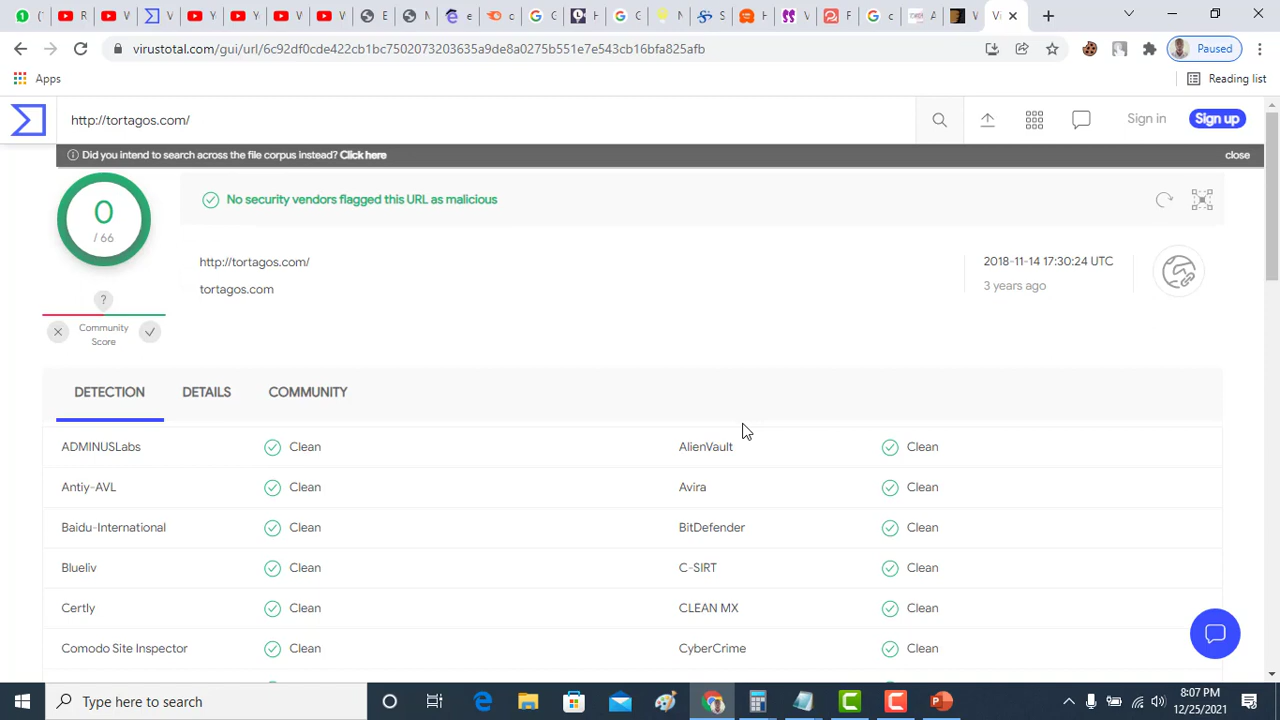 virustotal.com/gui/url/6c92df0cde422cb1bc7502073203635a9de8a0275b551e7e543cb16bfa825afb
Paused
Apps
Reading list
http://tortagos.com/
Sign in
Sign up
Did you intend to search across the file corpus instead? Click here
close
0
/ 66
No security vendors flagged this URL as malicious
http://tortagos.com/
tortagos.com
2018-11-14 17:30:24 UTC
3 years ago
?
Community
Score
DETECTION
DETAILS
COMMUNITY
ADMINUSLabs
Clean
AlienVault
Clean
Antiy-AVL
Clean
Avira
Clean
Baidu-International
Clean
BitDefender
Clean
Blueliv
Clean
C-SIRT
Clean
Certly
Clean
CLEAN MX
Clean
Comodo Site Inspector
Clean
CyberCrime
Clean
Type here to search
8:07 PM
12/25/2021